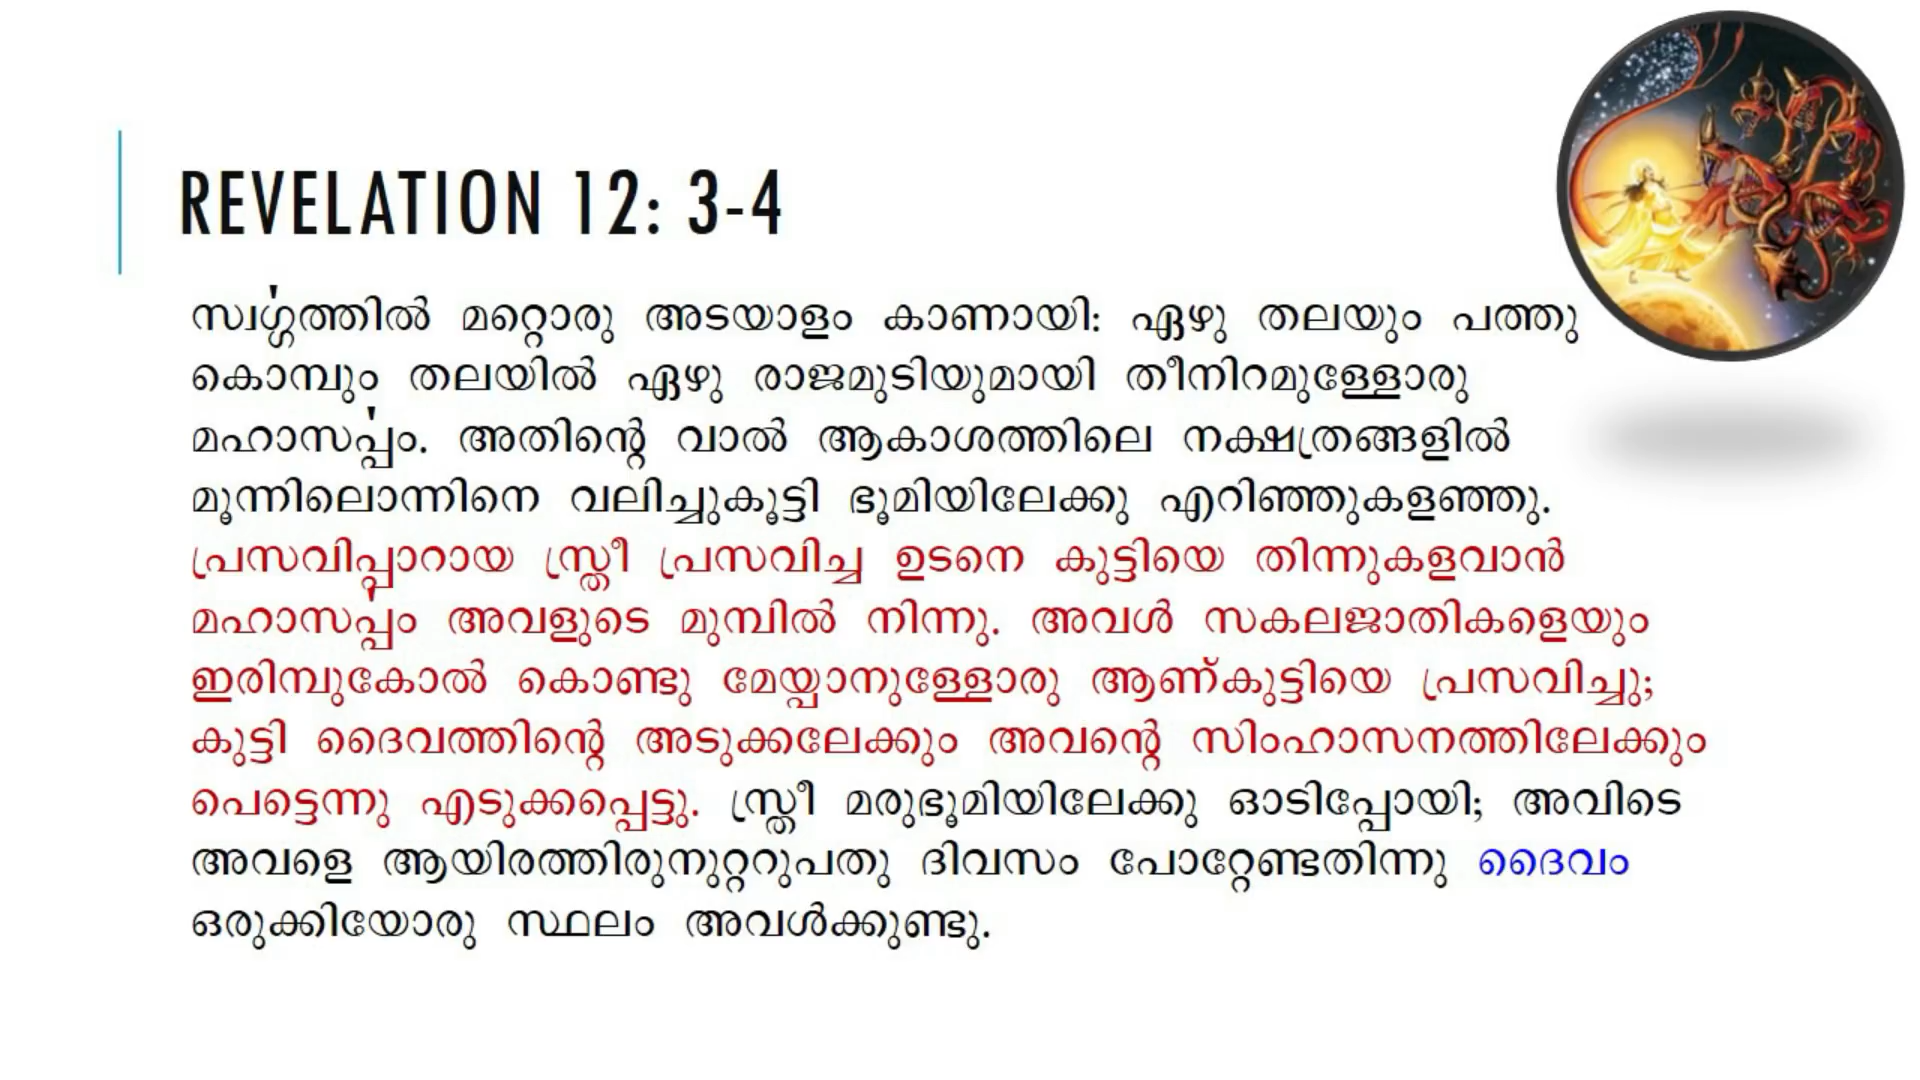 REVELATION 12: 3-4
സ്വൎഗ്ഗത്തിൽ മറ്റൊരു അടയാളം കാണായി: ഏഴു തലയും പത്തു
കൊമ്പും തലയിൽ ഏഴു രാജമുടിയുമായി തീനിറമുള്ളോരു
മഹാസൎപ്പം. അതിന്റെ വാൽ ആകാശത്തിലെ നക്ഷത്രങ്ങളിൽ
മൂന്നിലൊന്നിനെ വലിച്ചുകൂട്ടി ഭൂമിയിലേക്കു എറിഞ്ഞുകളഞ്ഞു.
പ്രസവിപ്പാറായ സ്ത്രീ പ്രസവിച്ച ഉടനെ കുട്ടിയെ തിന്നുകളവാൻ
മഹാസൎപ്പം അവളുടെ മുമ്പിൽ നിന്നു. അവൾ സകലജാതികളെയും
ഇരിമ്പുകോൽ കൊണ്ടു മേയ്പാനുള്ളോരു ആണ്കുട്ടിയെ പ്രസവിച്ചു;
കുട്ടി ദൈവത്തിന്റെ അടുക്കലേക്കും അവന്റെ സിംഹാസനത്തിലേക്കും
പെട്ടെന്നു എടുക്കപ്പെട്ടു. സ്ത്രീ മരുഭൂമിയിലേക്കു ഓടിപ്പോയി; അവിടെ
അവളെ ആയിരത്തിരുനുറ്ററുപതു ദിവസം പോറ്റേണ്ടതിന്നു ദൈവം
ഒരുക്കിയോരു സ്ഥലം അവൾക്കുണ്ടു.